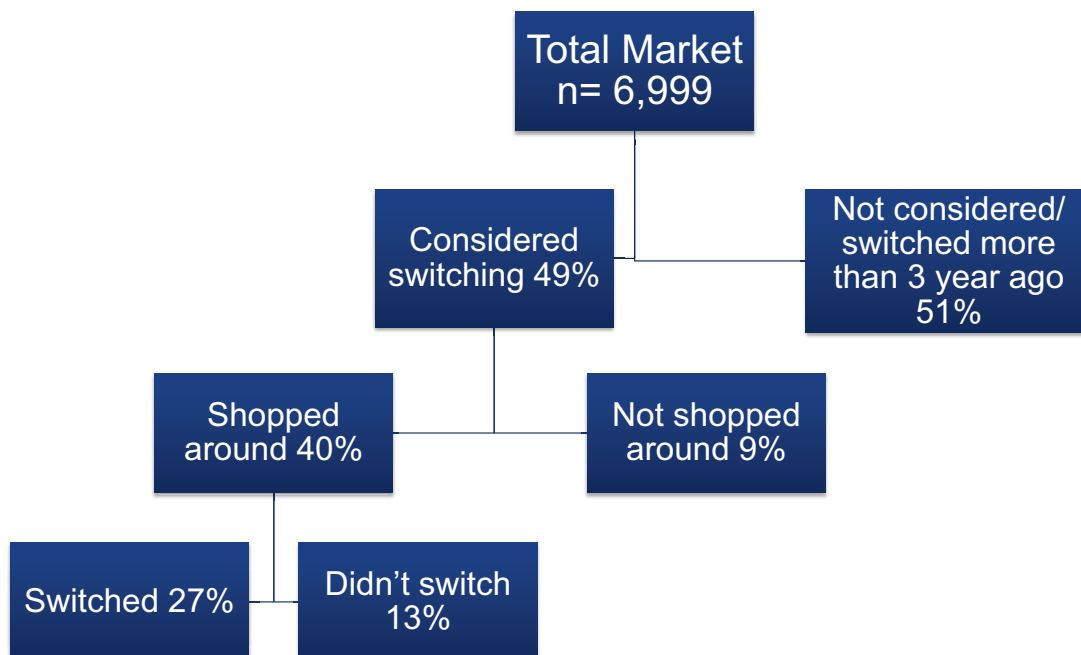 Total Market
n= 6,999
Considered
switching 49%
Not considered/
switched more
than 3 year ago
51%
Shopped
around 40%
Not shopped
around 9%
Switched 27%
Didn’t switch
13%